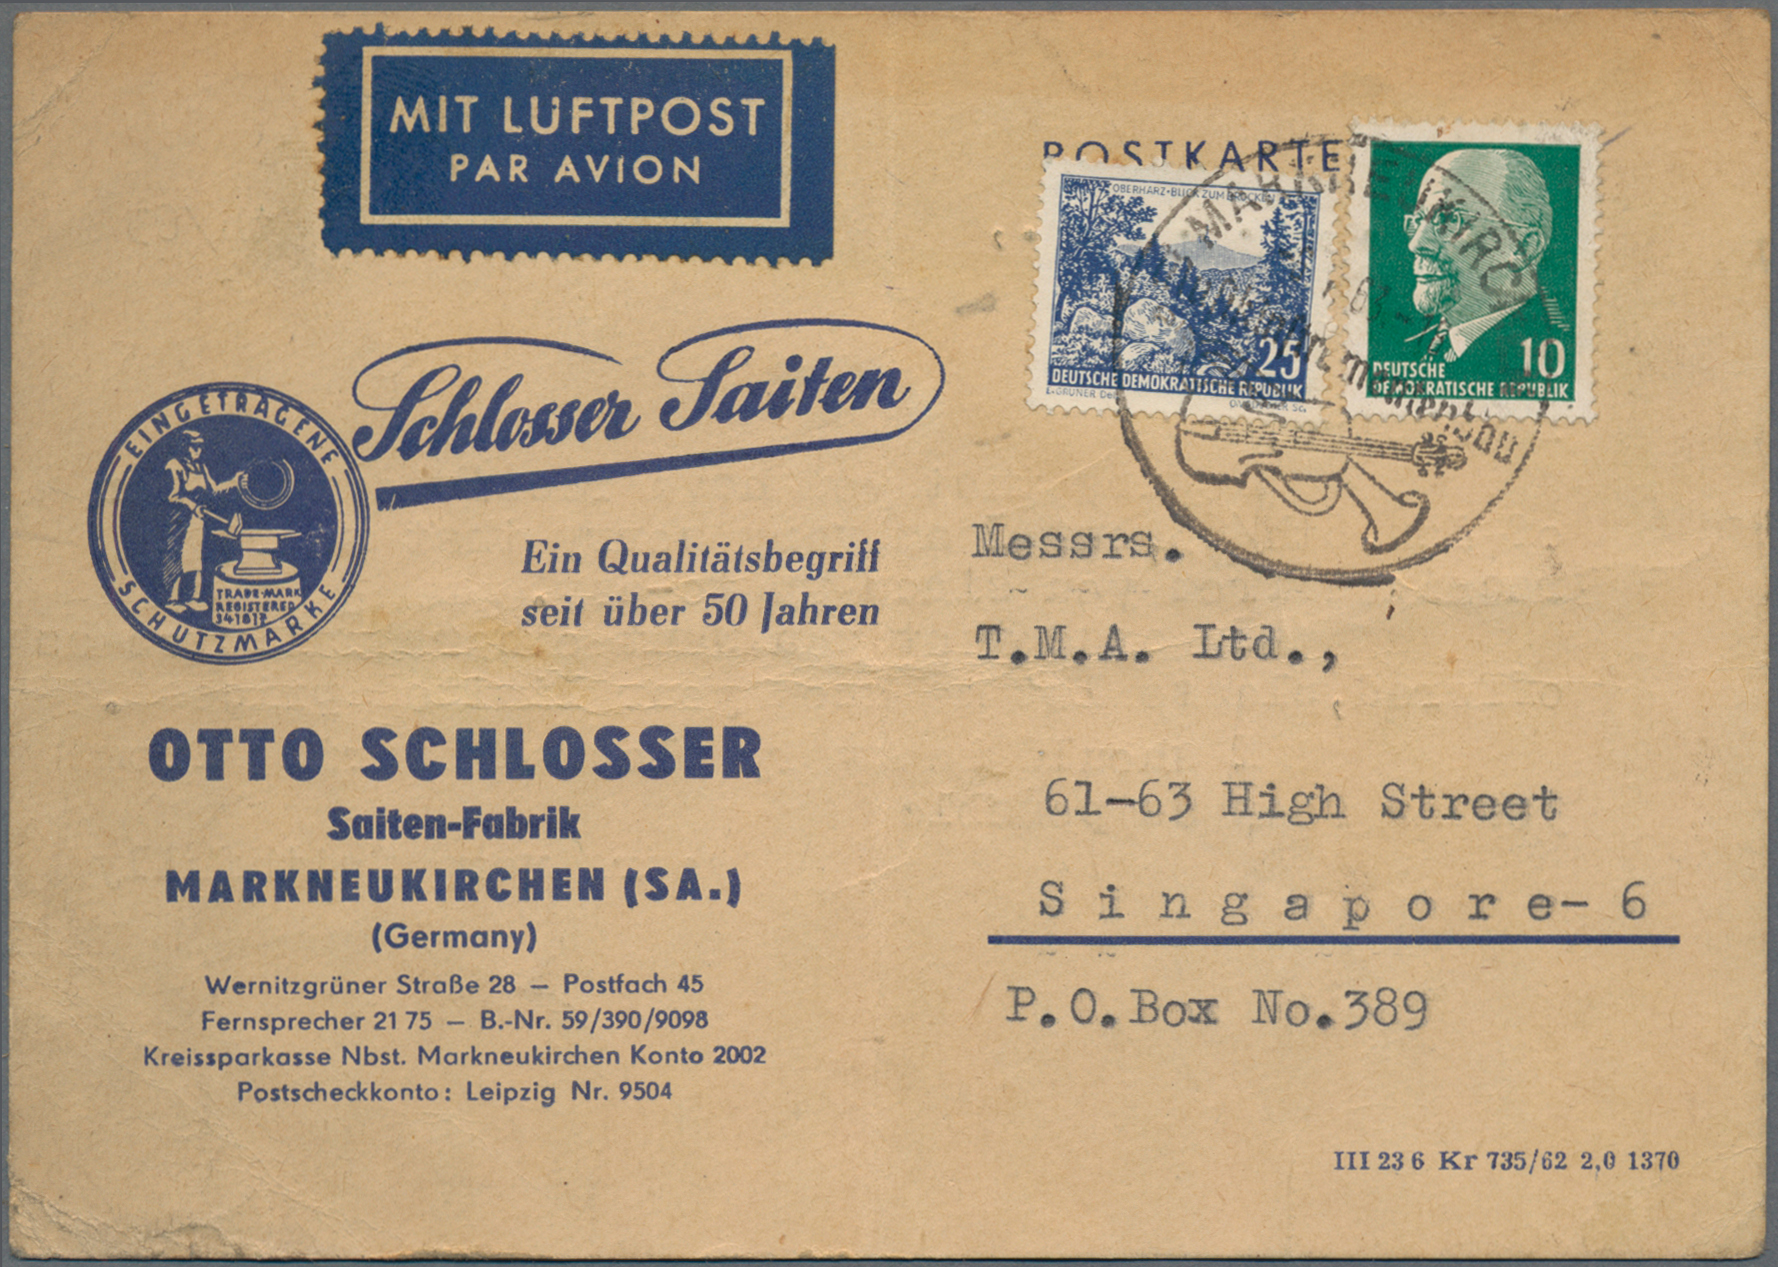 MIT LUFTPOST
PAR AVION
POSTKARTE
OBERHARZ·BLICK ZUM BROCKEN
25
DEUTSCHE DEMOKRATISCHE REPUBLIK
E.GRUNER
10
DEUTSCHE
DEMOKRATISCHE REPUBLIK
MARKNEUKIRCH
63
Schlosser Saiten
EINGETRAGENE
SCHUTZMARKE
TRADE-MARK
REGISTERED
Ein Qualitätsbegriff
seit über 50 Jahren
OTTO SCHLOSSER
Saiten-Fabrik
MARKNEUKIRCHEN (SA.)
(Germany)
Wernitzgrüner Straße 28 — Postfach 45
Fernsprecher 21 75 — B.-Nr. 59/390/9098
Kreissparkasse Nbst. Markneukirchen Konto 2002
Postscheckkonto: Leipzig Nr. 9504
Messrs.
T.M.A. Ltd.,
61-63 High Street
S i n g a p o r e- 6
P.O.Box No.389
III 23 6 Kr 735/62 2,0 1370